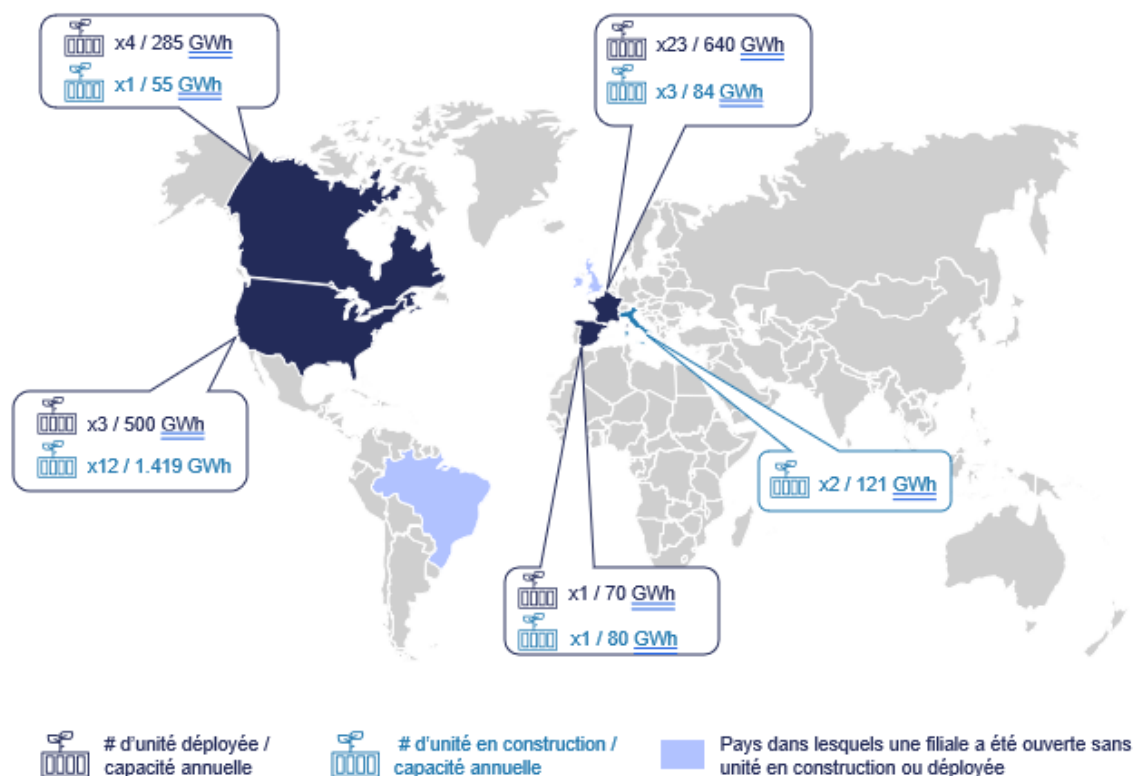 x4 / 285 GWh
x1 / 55 GWh
x23 / 640 GWh
x3 / 84 GWh
x3 / 500 GWh
x12 / 1.419 GWh
x2 / 121 GWh
x1 / 70 GWh
x1 / 80 GWh
# d'unité déployée /
capacité annuelle
# d'unité en construction /
capacité annuelle
Pays dans lesquels une filiale a été ouverte sans
unité en construction ou déployée